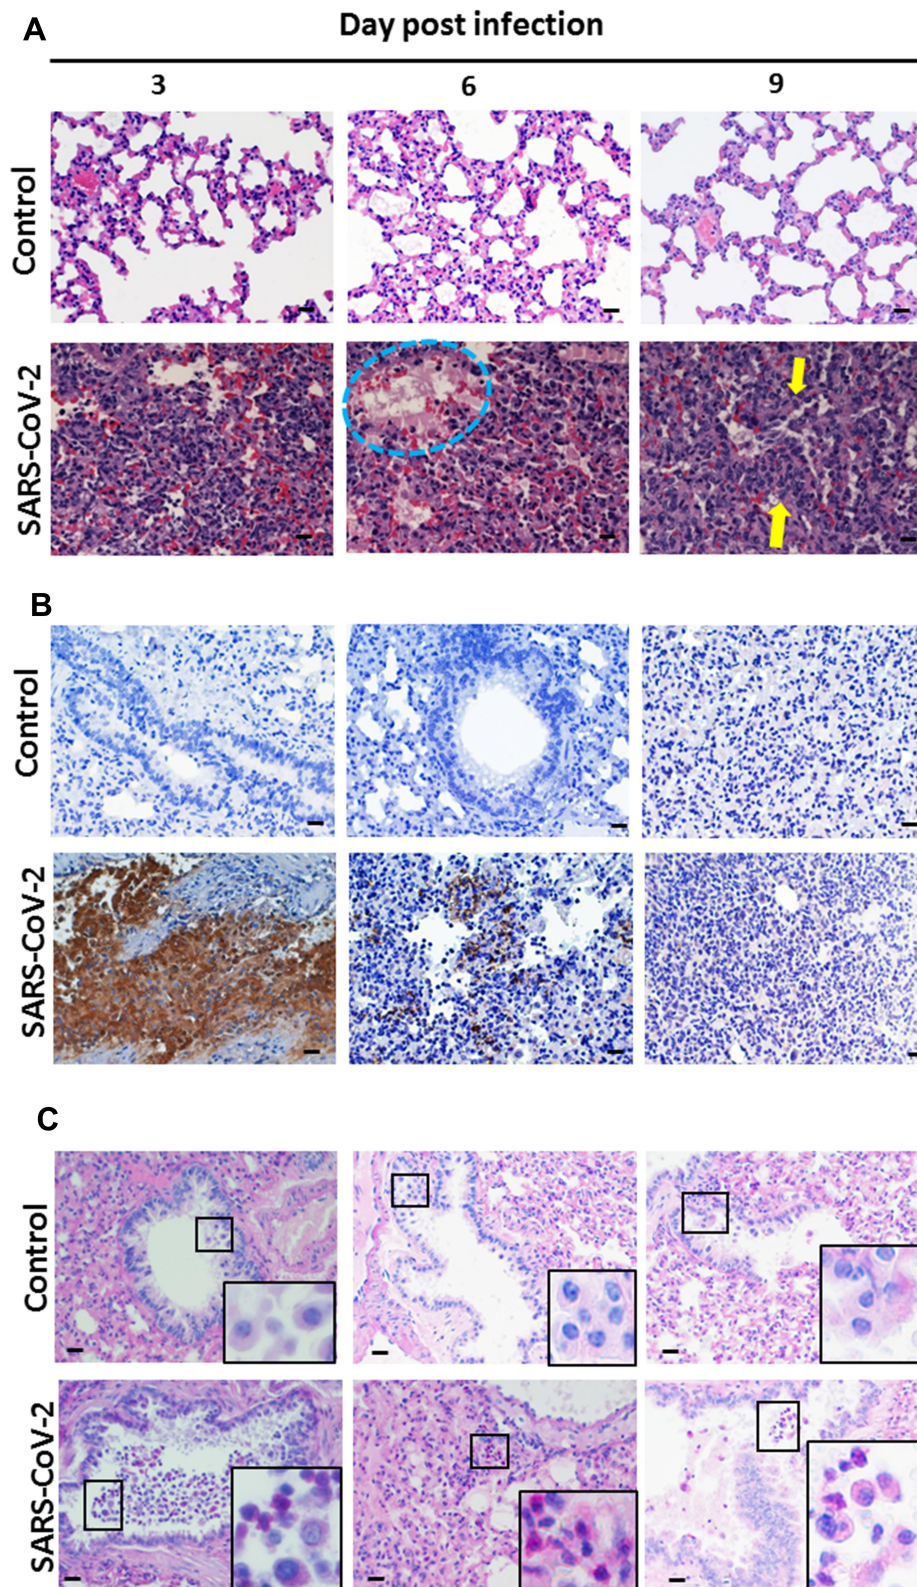 A
Day post infection
3 6 9
Control
SARS-CoV-2
B
Control
SARS-CoV-2
C
Control
SARS-CoV-2